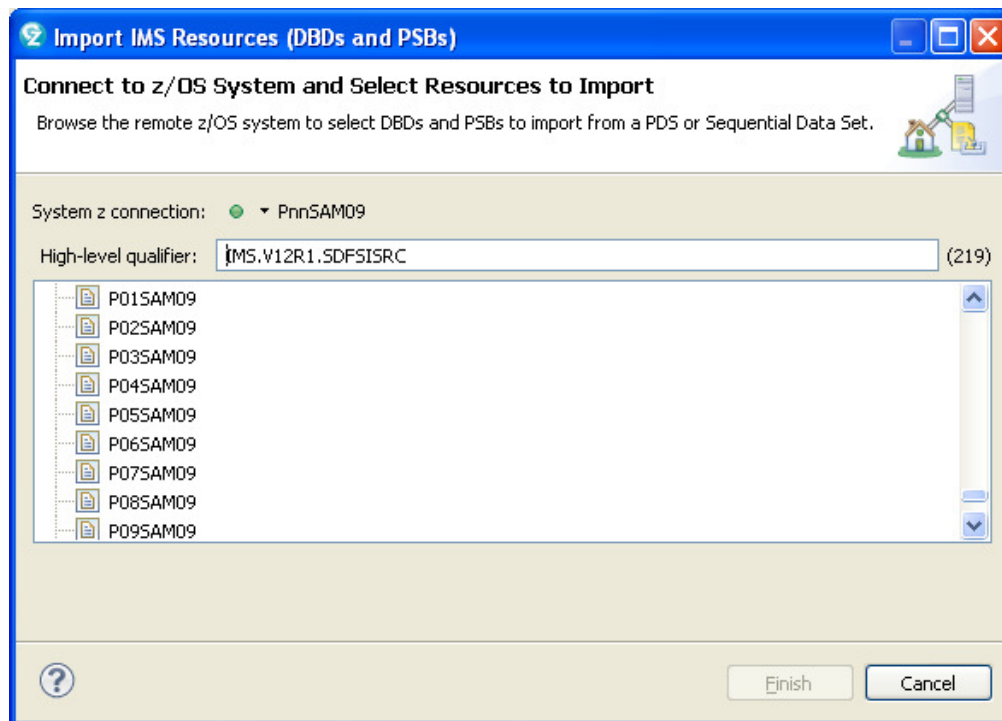 Import IMS Resources (DBDs and PSBs)
Connect to z/OS System and Select Resources to Import
Browse the remote z/OS system to select DBDs and PSBs to import from a PDS or Sequential Data Set.
System z connection: PnnSAM09
High-level qualifier: IMS.V12R1.SDFSISRC (219)
P01SAM09
P02SAM09
P03SAM09
P04SAM09
P05SAM09
P06SAM09
P07SAM09
P08SAM09
P09SAM09
? Finish Cancel